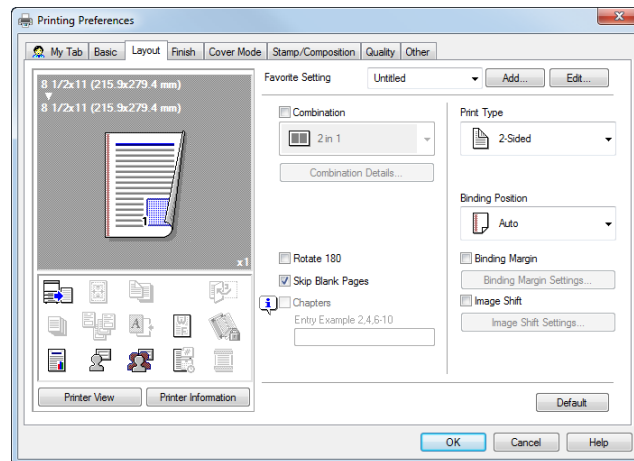 Printing Preferences
My Tab Basic Layout Finish Cover Mode Stamp/Composition Quality Other
8 1/2x11 (215.9x279.4 mm)
8 1/2x11 (215.9x279.4 mm)
1
x1
Printer View Printer Information
Favorite Setting Untitled Add... Edit...
Combination
2 in 1
Combination Details...
Rotate 180
Skip Blank Pages
Chapters
Entry Example 2,4,6-10
Print Type
2-Sided
Binding Position
Auto
Binding Margin
Binding Margin Settings...
Image Shift
Image Shift Settings...
Default
OK Cancel Help